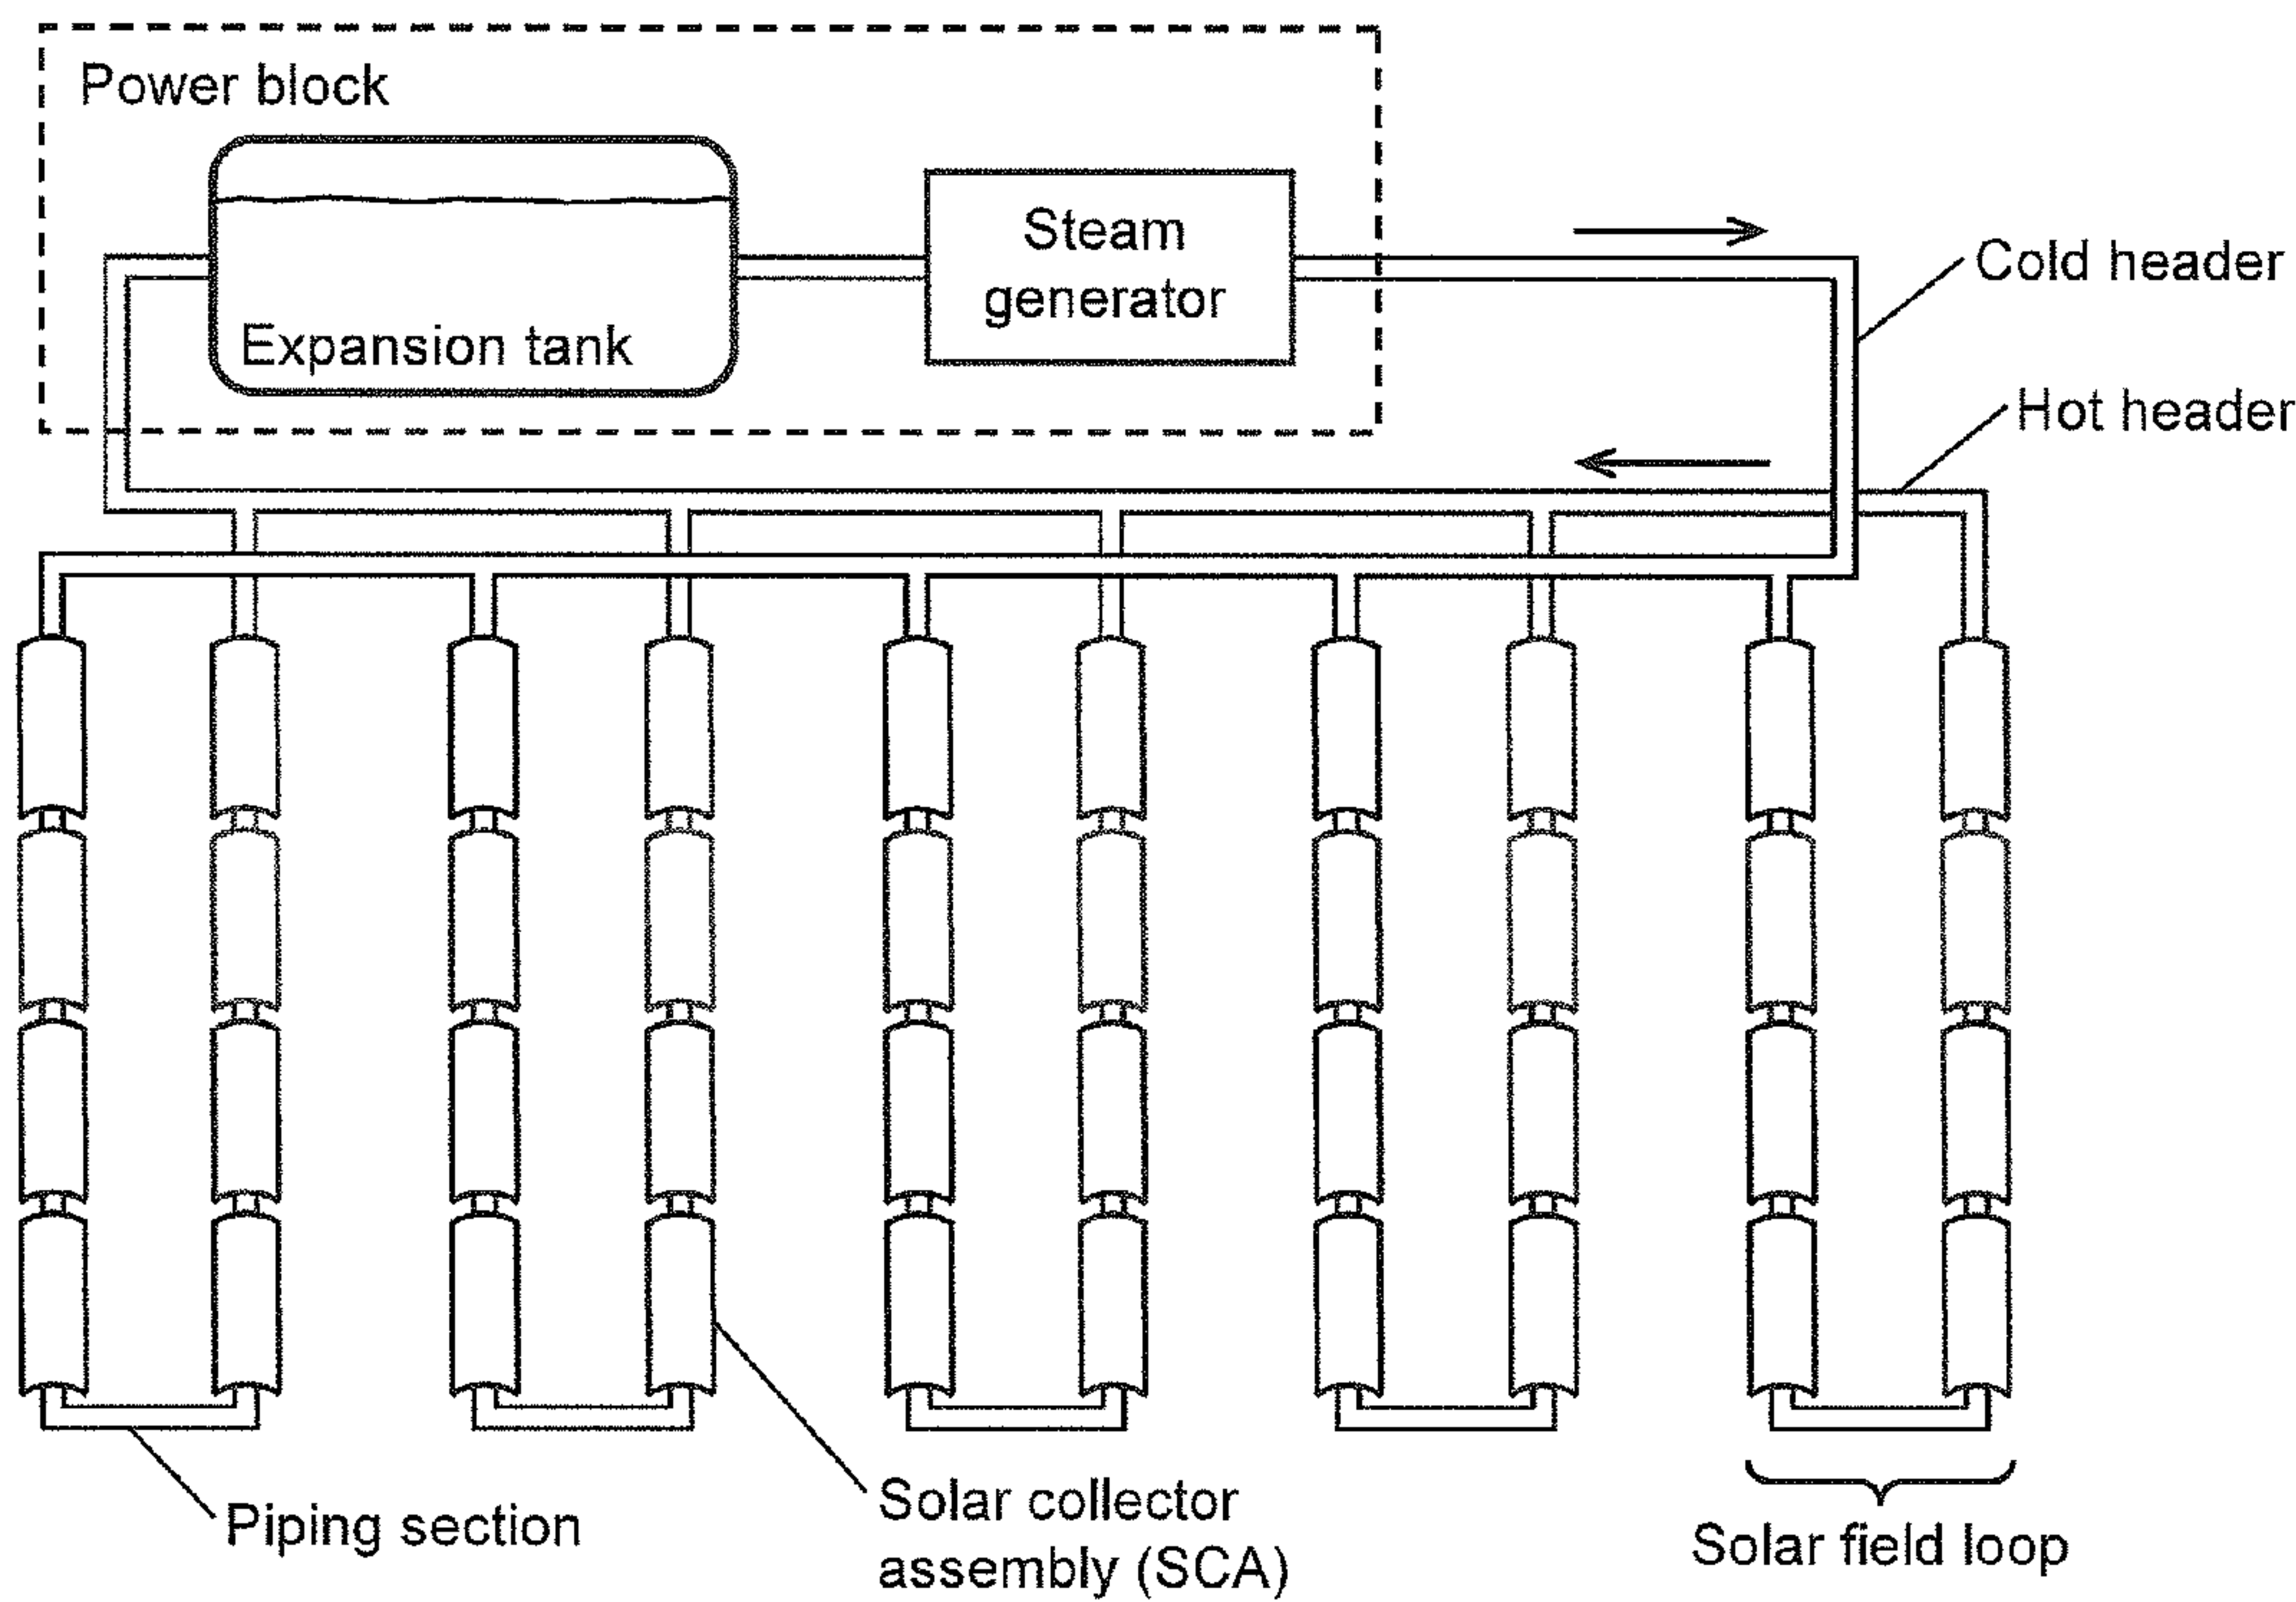 Power block
Expansion tank
Steam
generator
Cold header
Hot header
Piping section
Solar collector
assembly (SCA)
Solar field loop